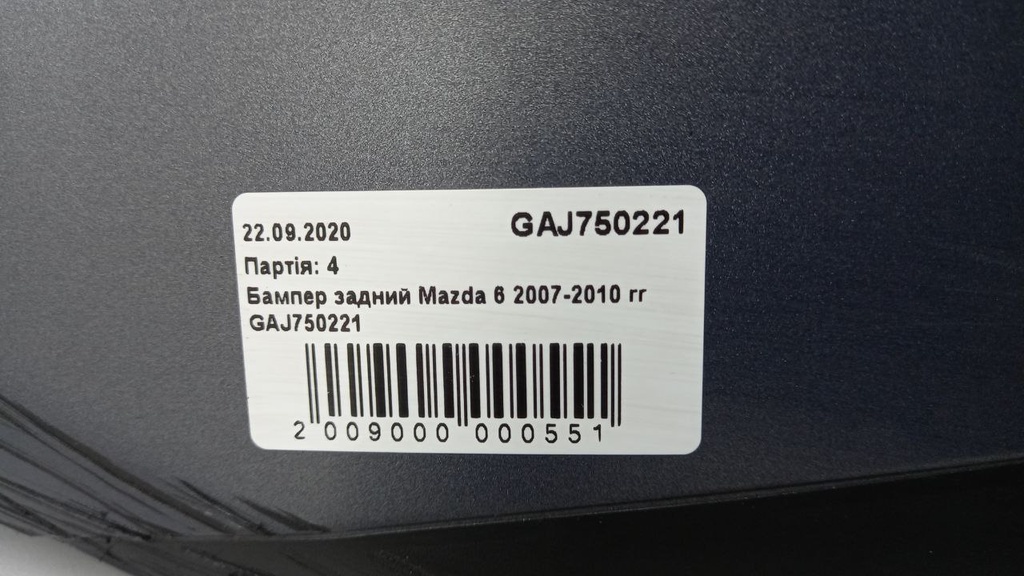 22.09.2020 GAJ750221
Партія: 4
Бампер задний Mazda 6 2007-2010 гг
GAJ750221
2 009000 000551